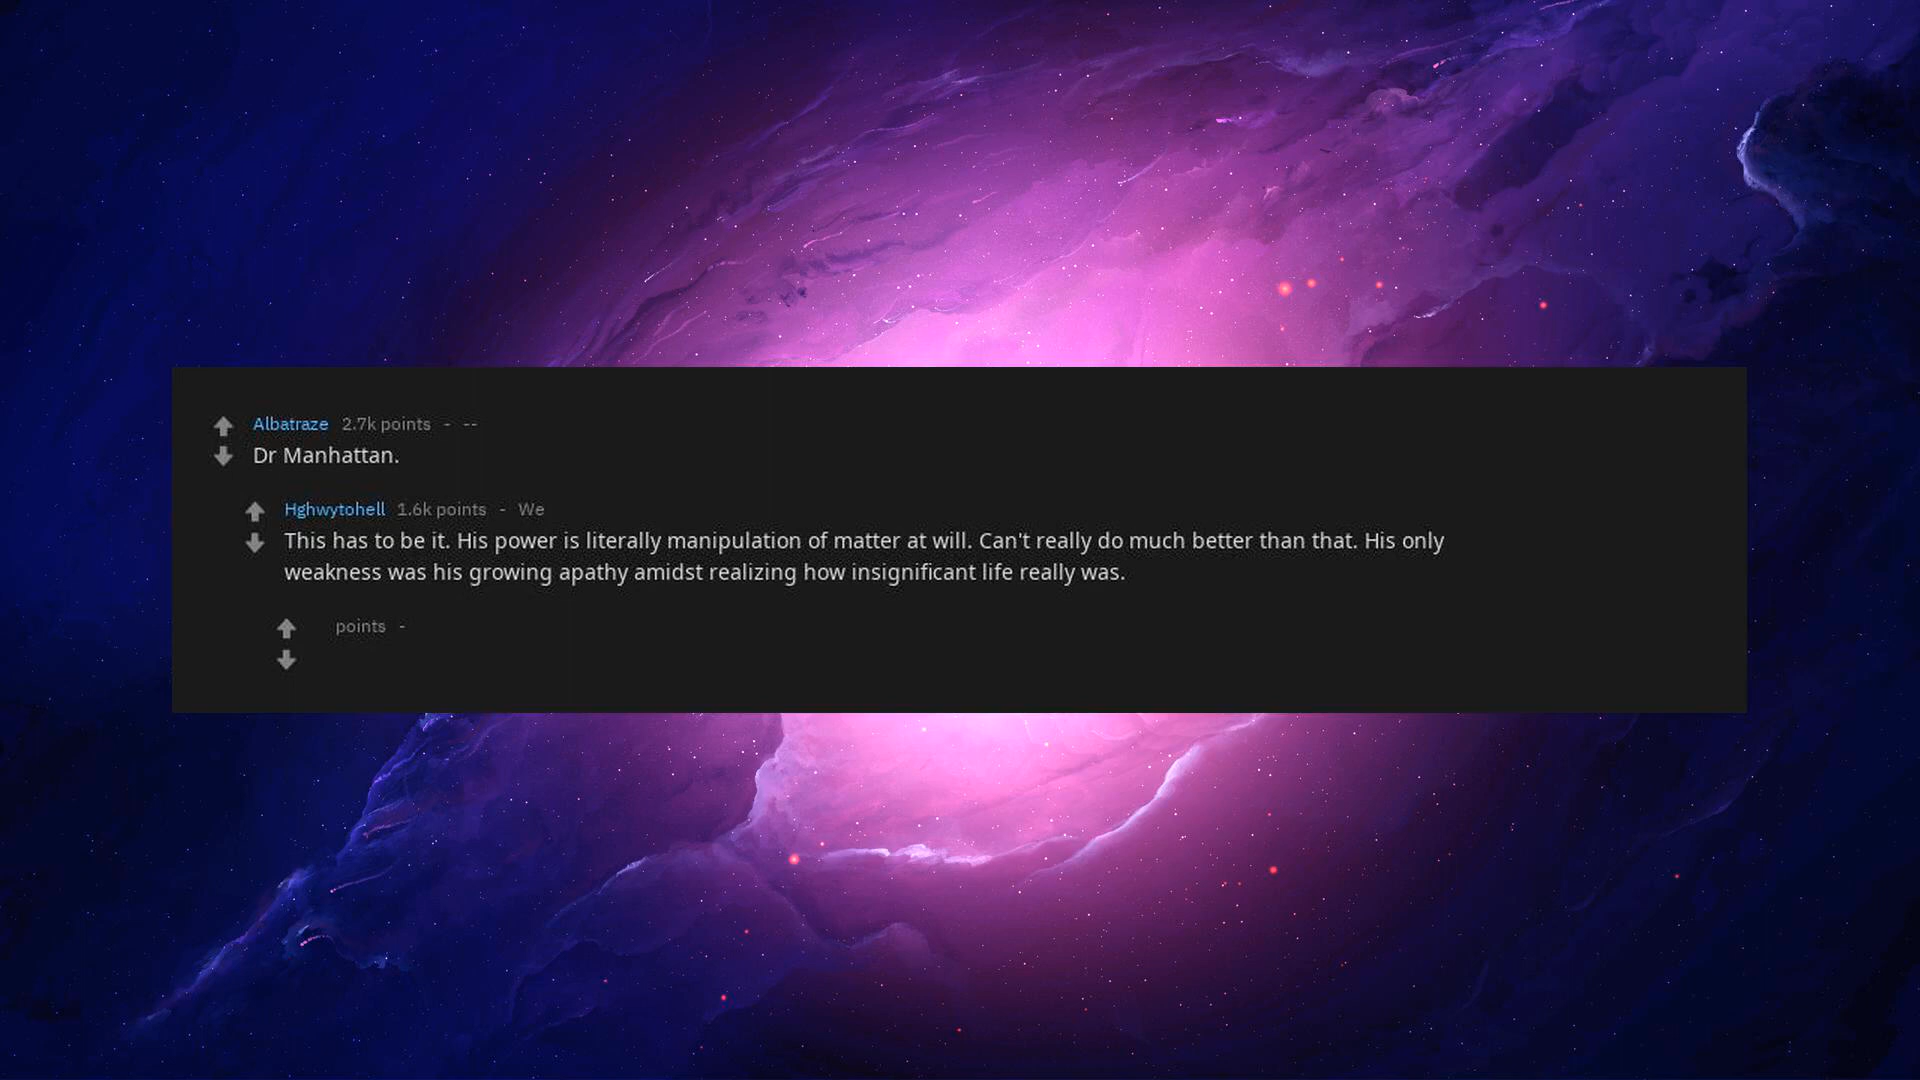 Albatraze 2.7k points - --
Dr Manhattan.
Hghwytohell 1.6k points - We
This has to be it. His power is literally manipulation of matter at will. Can't really do much better than that. His only
weakness was his growing apathy amidst realizing how insignificant life really was.
points -